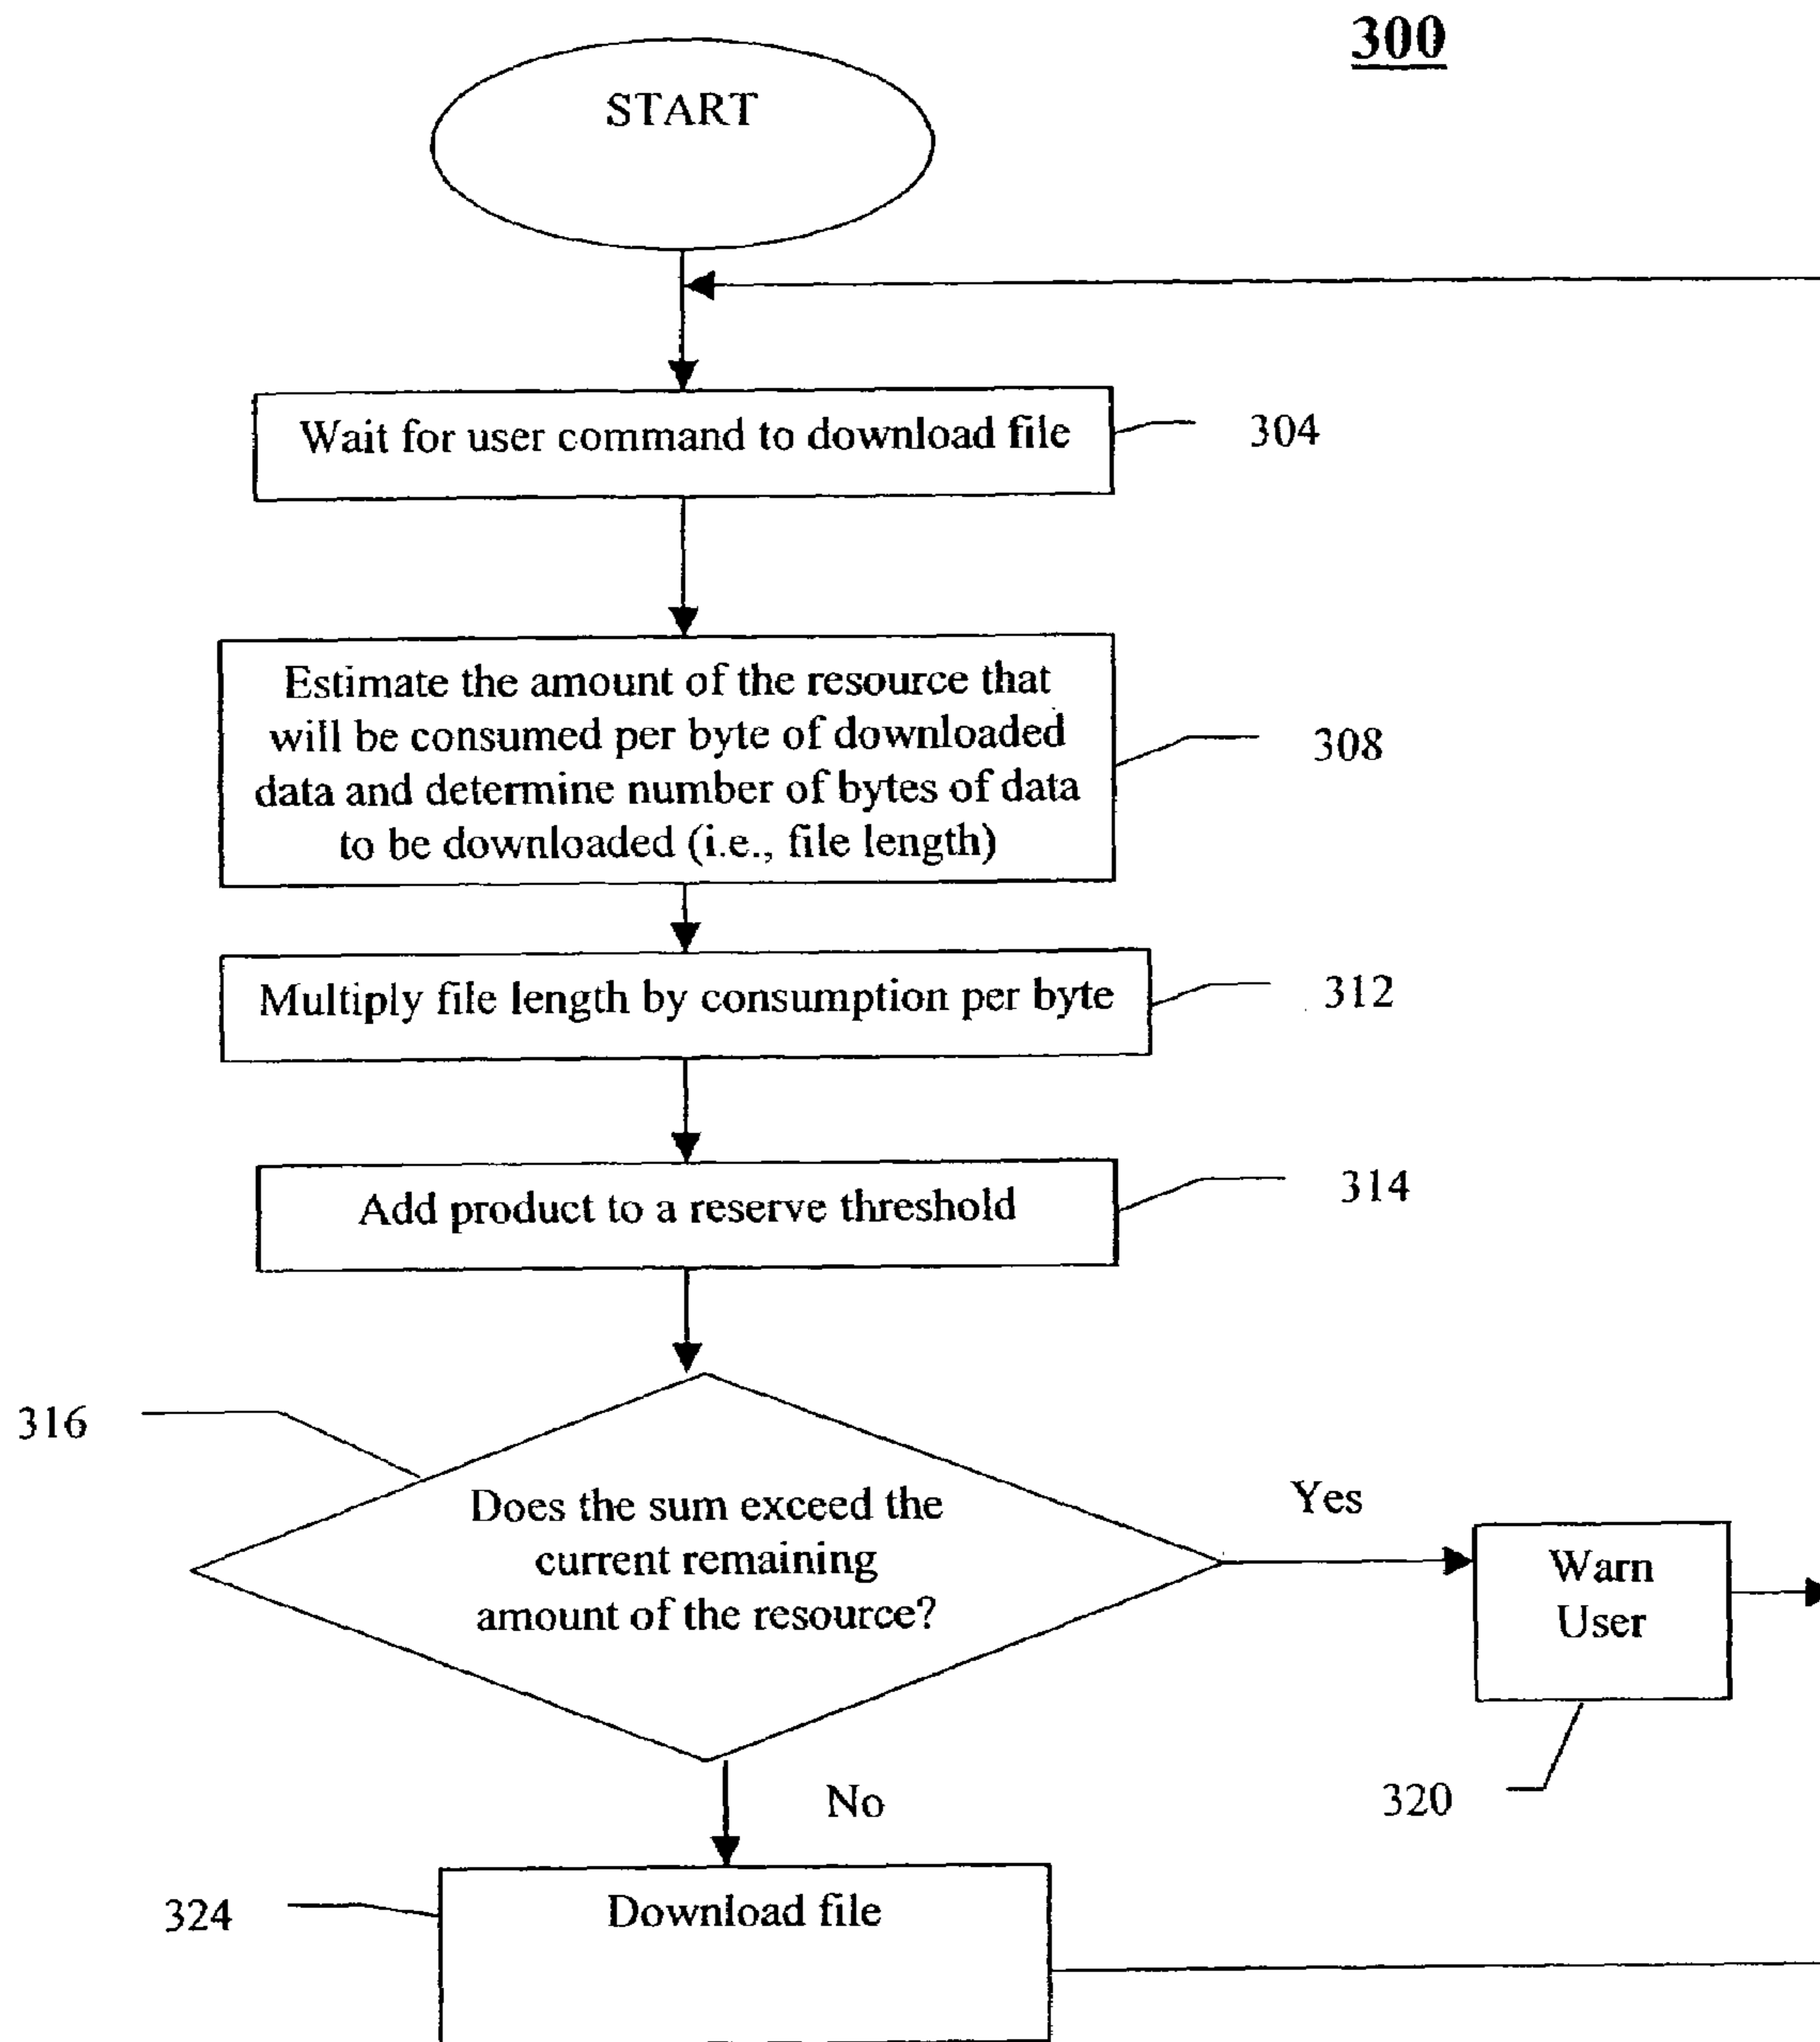 300
START
Wait for user command to download file
304
Estimate the amount of the resource that
will be consumed per byte of downloaded
data and determine number of bytes of data
to be downloaded (i.e., file length)
308
Multiply file length by consumption per byte
312
Add product to a reserve threshold
314
316
Does the sum exceed the
current remaining
amount of the resource?
Yes
Warn
User
320
No
324
Download file